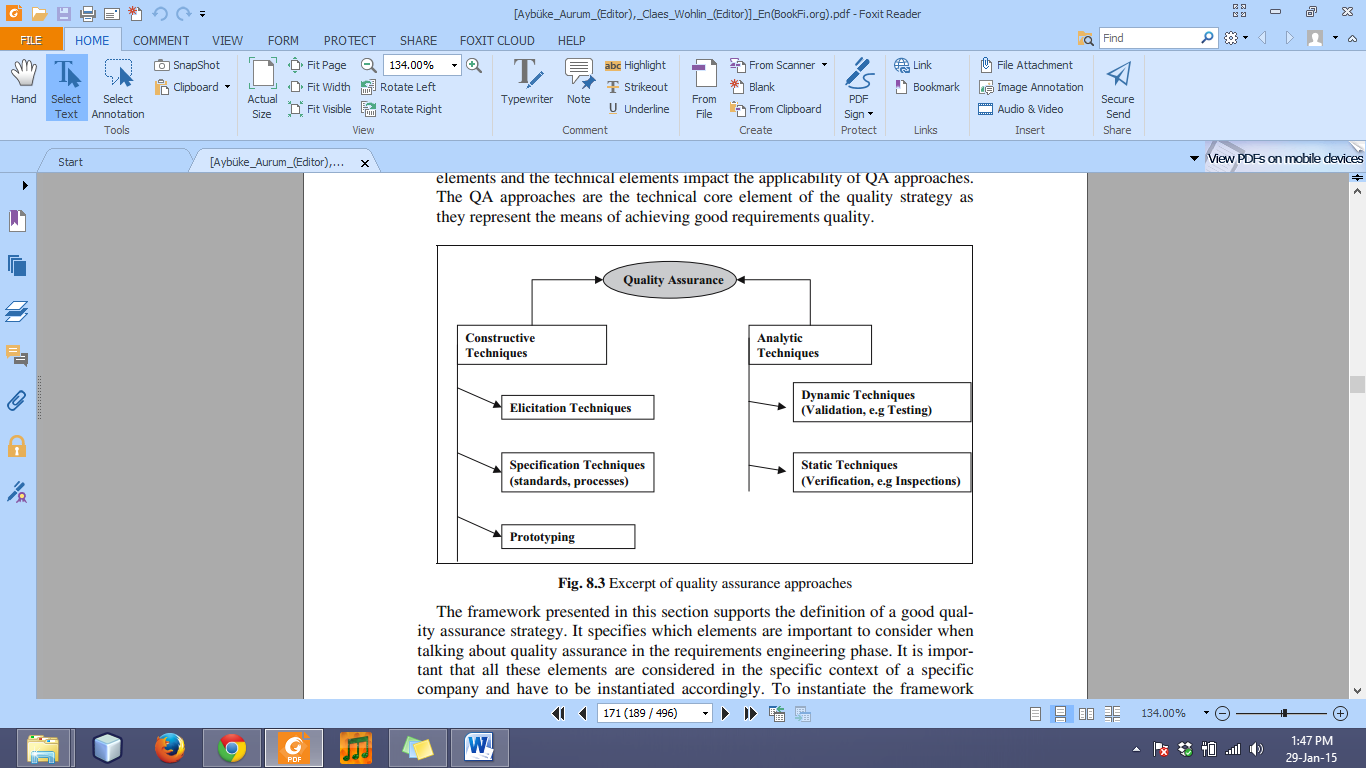 [Aybüke_Aurum_(Editor),_Claes_Wohlin_(Editor)]_En(BookFi.org).pdf - Foxit Reader
FILE HOME COMMENT VIEW FORM PROTECT SHARE FOXIT CLOUD HELP
Find
Hand
Select
Text
Select
Annotation
SnapShot
Clipboard
Tools
Actual
Size
Fit Page
Fit Width
Fit Visible
134.00%
Rotate Left
Rotate Right
View
Typewriter
Note
abc Highlight
T Strikeout
U Underline
Comment
From
File
From Scanner
Blank
From Clipboard
Create
PDF
Sign
Protect
Link
Bookmark
Links
File Attachment
Image Annotation
Audio & Video
Insert
Secure
Send
Share
Start
[Aybüke_Aurum_(Editor),...
View PDFs on mobile devices
elements and the technical elements impact the applicability of QA approaches.
The QA approaches are the technical core element of the quality strategy as
they represent the means of achieving good requirements quality.
Quality Assurance
Constructive
Techniques
Elicitation Techniques
Specification Techniques
(standards, processes)
Prototyping
Analytic
Techniques
Dynamic Techniques
(Validation, e.g Testing)
Static Techniques
(Verification, e.g Inspections)
Fig. 8.3 Excerpt of quality assurance approaches
The framework presented in this section supports the definition of a good qual-
ity assurance strategy. It specifies which elements are important to consider when
talking about quality assurance in the requirements engineering phase. It is impor-
tant that all these elements are considered in the specific context of a specific
company and have to be instantiated accordingly. To instantiate the framework
171 (189 / 496)
134.00%
PDF
W
1:47 PM
29-Jan-15